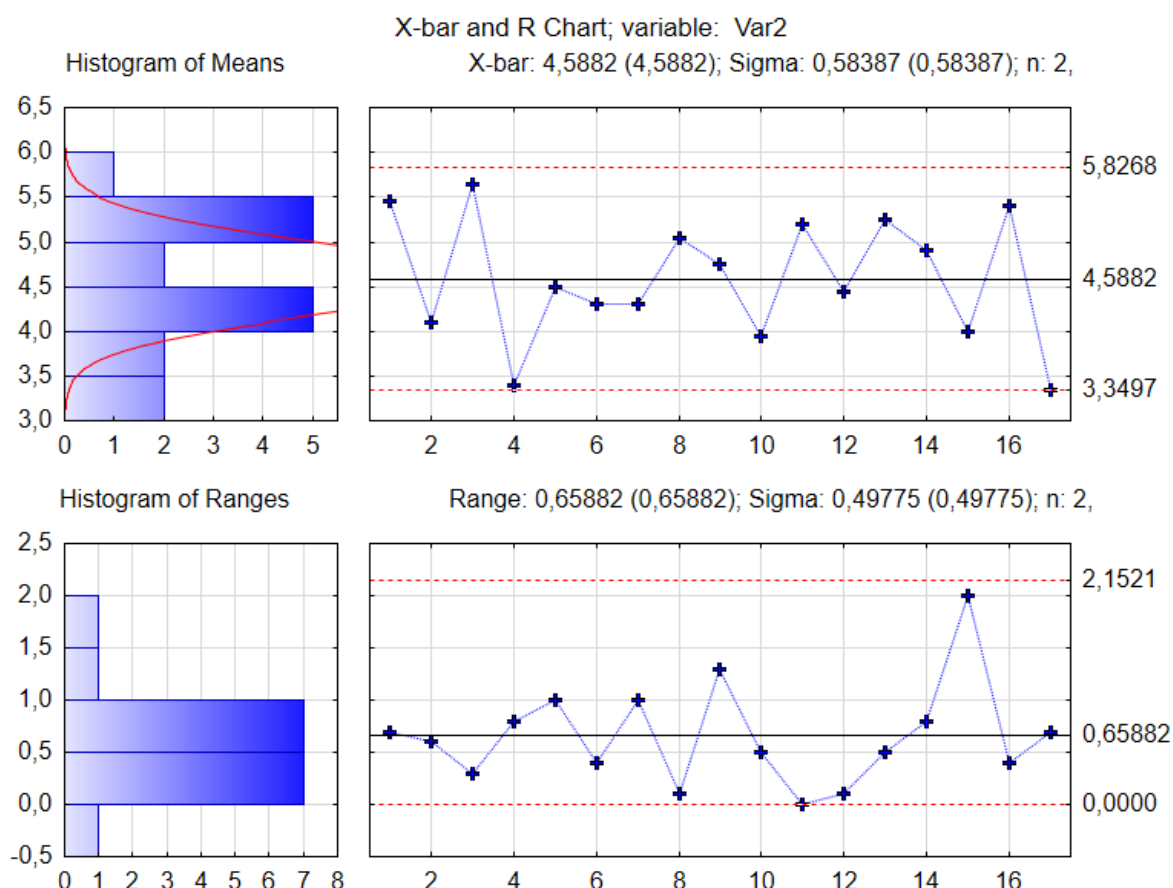 X-bar and R Chart; variable: Var2
Histogram of Means
X-bar: 4,5882 (4,5882); Sigma: 0,58387 (0,58387); n: 2,
6,5
6,0
5,5
5,0
4,5
4,0
3,5
3,0
0 1 2 3 4 5
5,8268
4,5882
3,3497
2 4 6 8 10 12 14 16
Histogram of Ranges
Range: 0,65882 (0,65882); Sigma: 0,49775 (0,49775); n: 2,
2,5
2,0
1,5
1,0
0,5
0,0
-0,5
0 1 2 3 4 5 6 7 8
2,1521
0,65882
0,0000
2 4 6 8 10 12 14 16